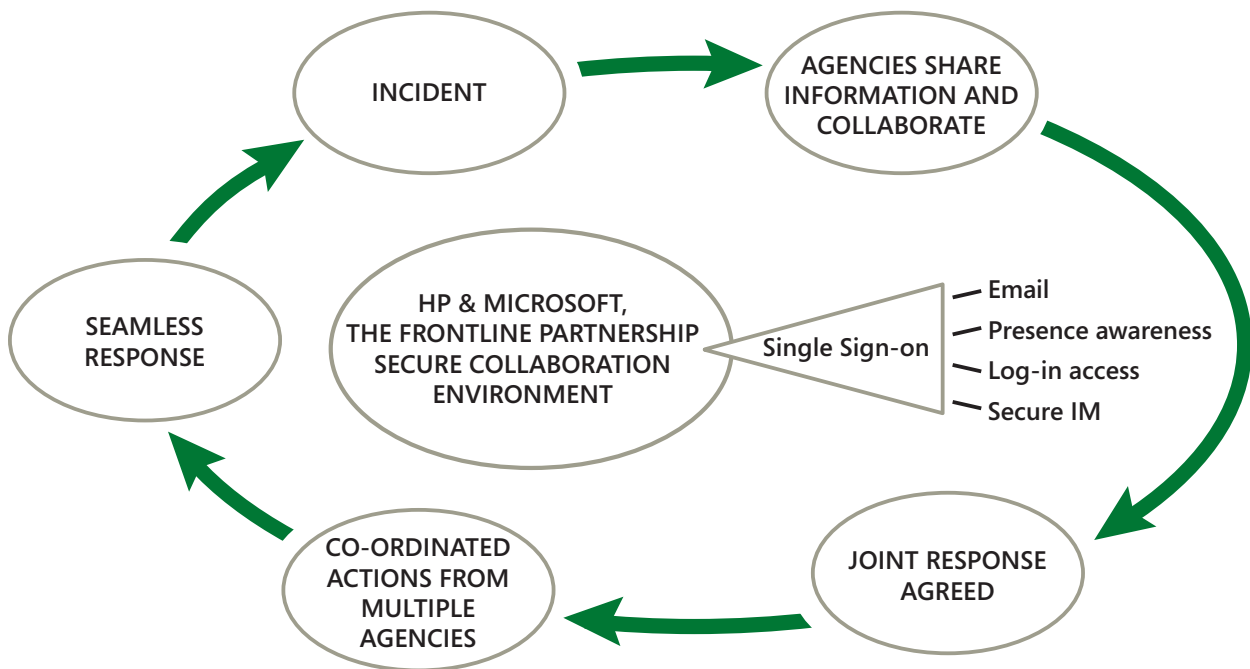 INCIDENT
AGENCIES SHARE
INFORMATION AND
COLLABORATE
SEAMLESS
RESPONSE
HP & MICROSOFT,
THE FRONTLINE PARTNERSHIP
SECURE COLLABORATION
ENVIRONMENT
Single Sign-on
Email
Presence awareness
Log-in access
Secure IM
CO-ORDINATED
ACTIONS FROM
MULTIPLE
AGENCIES
JOINT RESPONSE
AGREED